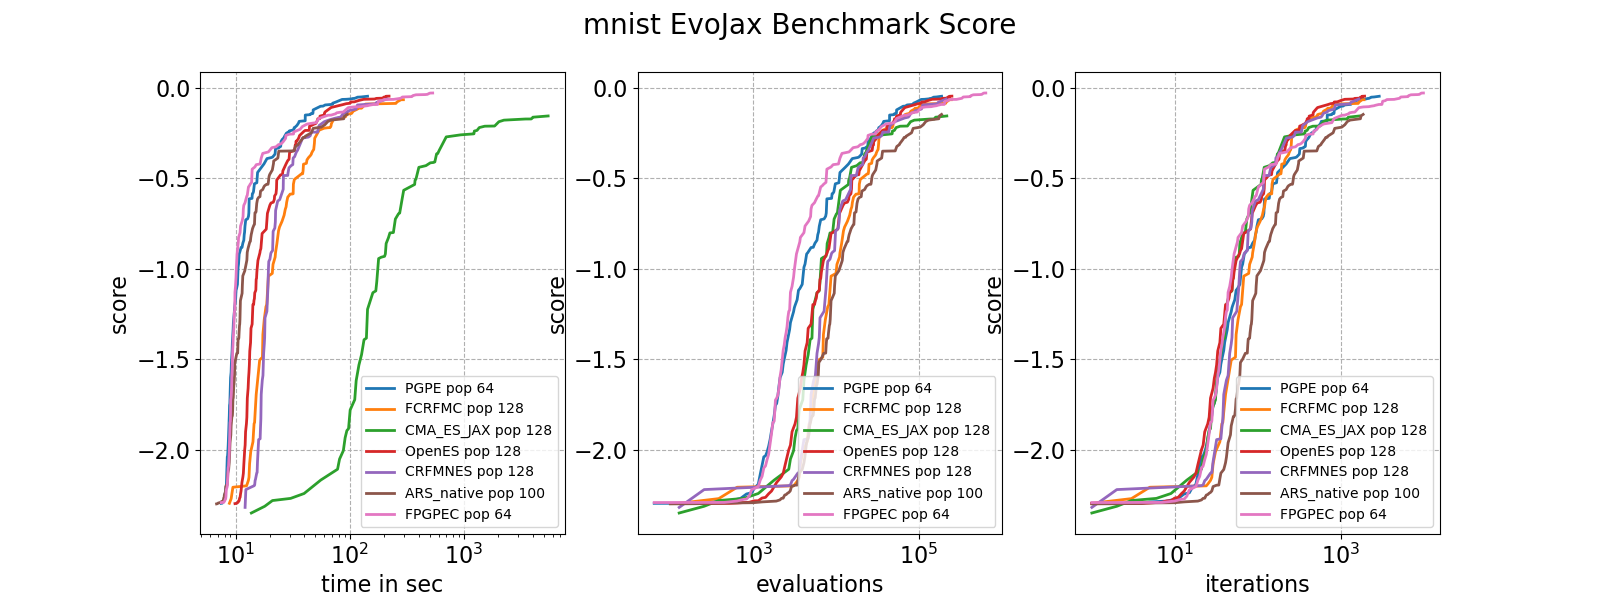 mnist EvoJax Benchmark Score
score
0.0
−0.5
−1.0
−1.5
−2.0
10¹
10²
10³
time in sec
PGPE pop 64
FCRFMC pop 128
CMA_ES_JAX pop 128
OpenES pop 128
CRFMNES pop 128
ARS_native pop 100
FPGPEC pop 64
score
0.0
−0.5
−1.0
−1.5
−2.0
10³
10⁵
evaluations
PGPE pop 64
FCRFMC pop 128
CMA_ES_JAX pop 128
OpenES pop 128
CRFMNES pop 128
ARS_native pop 100
FPGPEC pop 64
score
0.0
−0.5
−1.0
−1.5
−2.0
10¹
10³
iterations
PGPE pop 64
FCRFMC pop 128
CMA_ES_JAX pop 128
OpenES pop 128
CRFMNES pop 128
ARS_native pop 100
FPGPEC pop 64